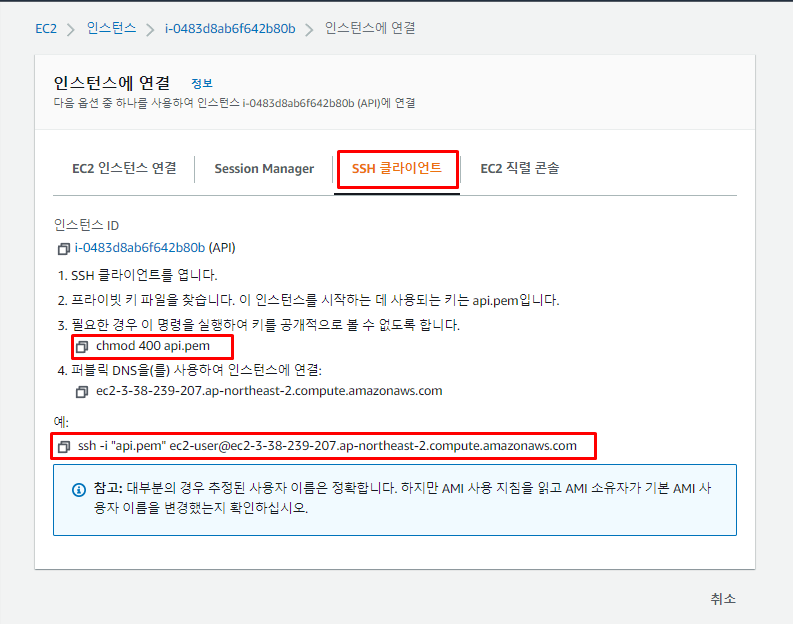 EC2 > 인스턴스 > i-0483d8ab6f642b80b > 인스턴스에 연결
인스턴스에 연결 정보
다음 옵션 중 하나를 사용하여 인스턴스 i-0483d8ab6f642b80b (API)에 연결
EC2 인스턴스 연결 Session Manager SSH 클라이언트 EC2 직렬 콘솔
인스턴스 ID
i-0483d8ab6f642b80b (API)
1. SSH 클라이언트를 엽니다.
2. 프라이빗 키 파일을 찾습니다. 이 인스턴스를 시작하는 데 사용되는 키는 api.pem입니다.
3. 필요한 경우 이 명령을 실행하여 키를 공개적으로 볼 수 없도록 합니다.
chmod 400 api.pem
4. 퍼블릭 DNS을(를) 사용하여 인스턴스에 연결:
ec2-3-38-239-207.ap-northeast-2.compute.amazonaws.com
예:
ssh -i "api.pem" ec2-user@ec2-3-38-239-207.ap-northeast-2.compute.amazonaws.com
참고: 대부분의 경우 추정된 사용자 이름은 정확합니다. 하지만 AMI 사용 지침을 읽고 AMI 소유자가 기본 AMI 사
용자 이름을 변경했는지 확인하십시오.
취소